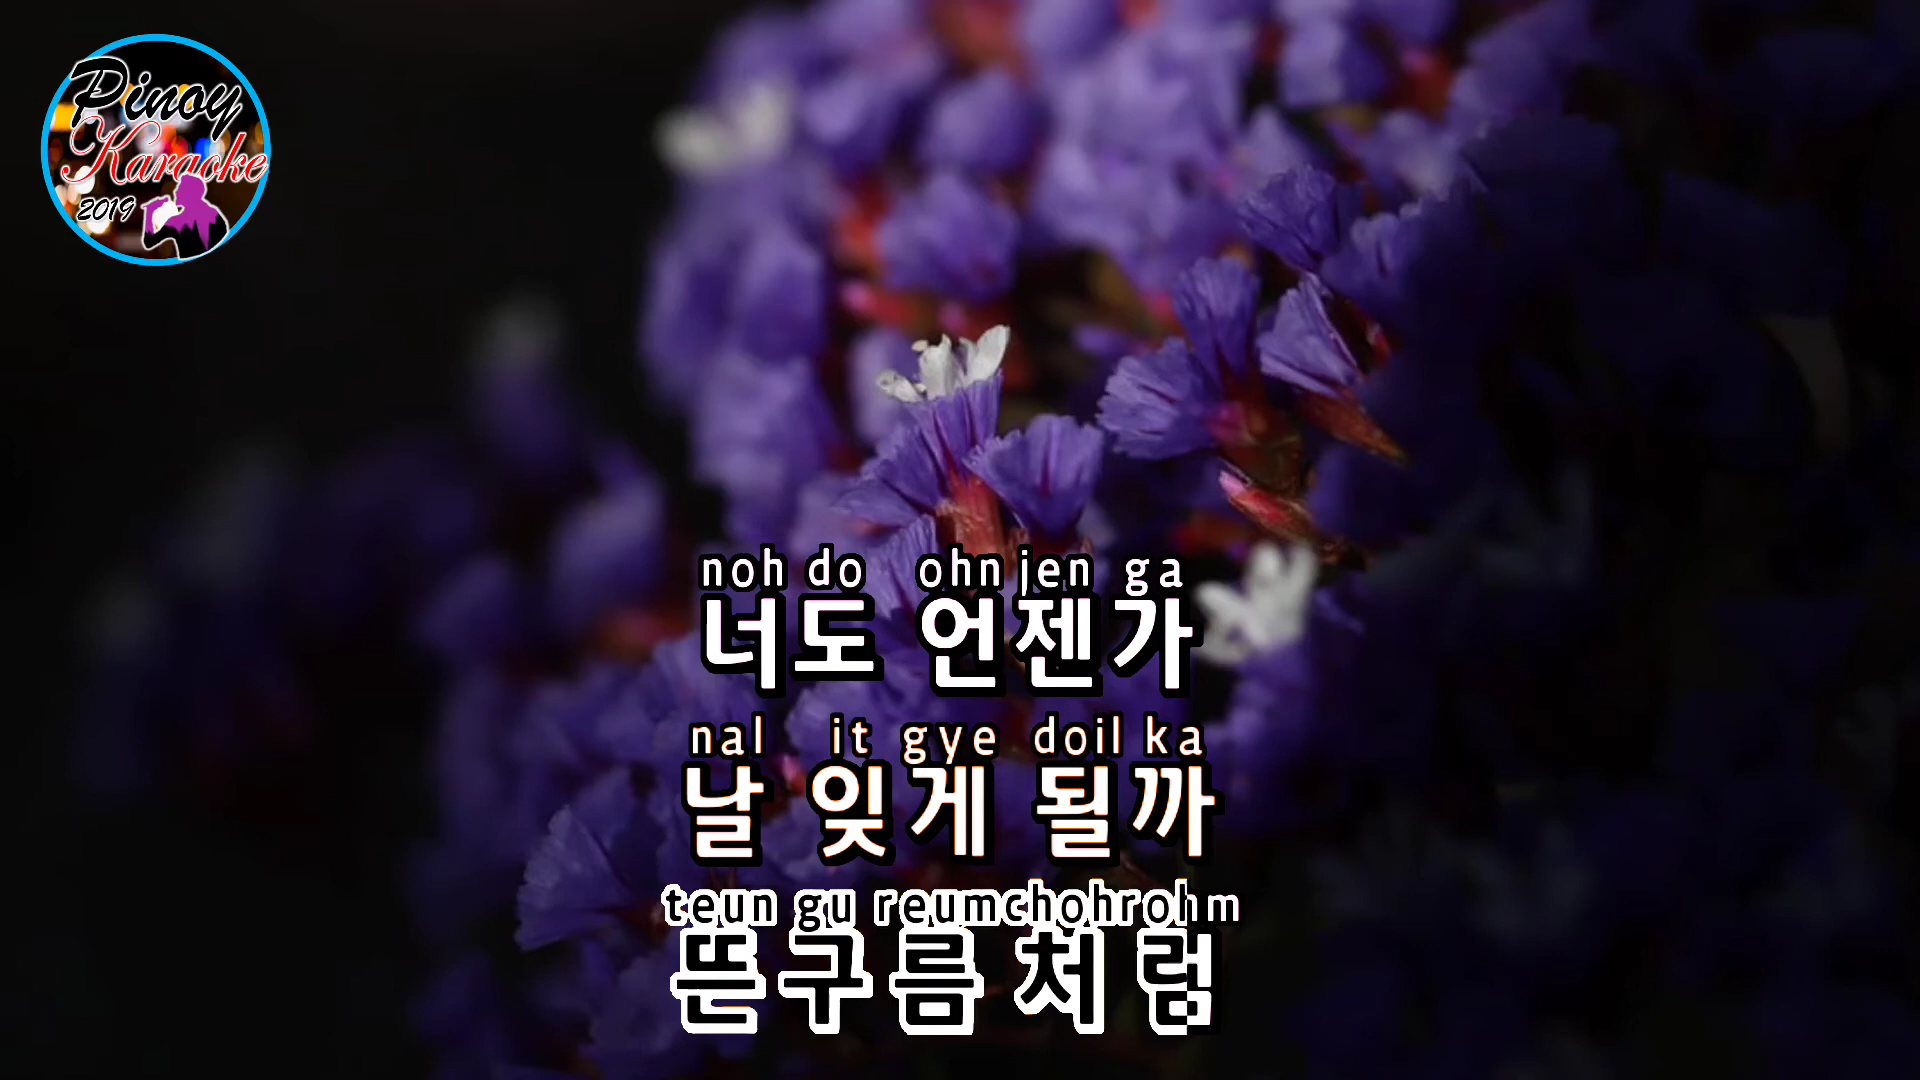 Pinoy
Karaoke
2019
noh do ohn jen ga
너도 언젠가
nal it gye doil ka
날 잊게 될까
teun gu reumchohrohm
뜬구름 처럼